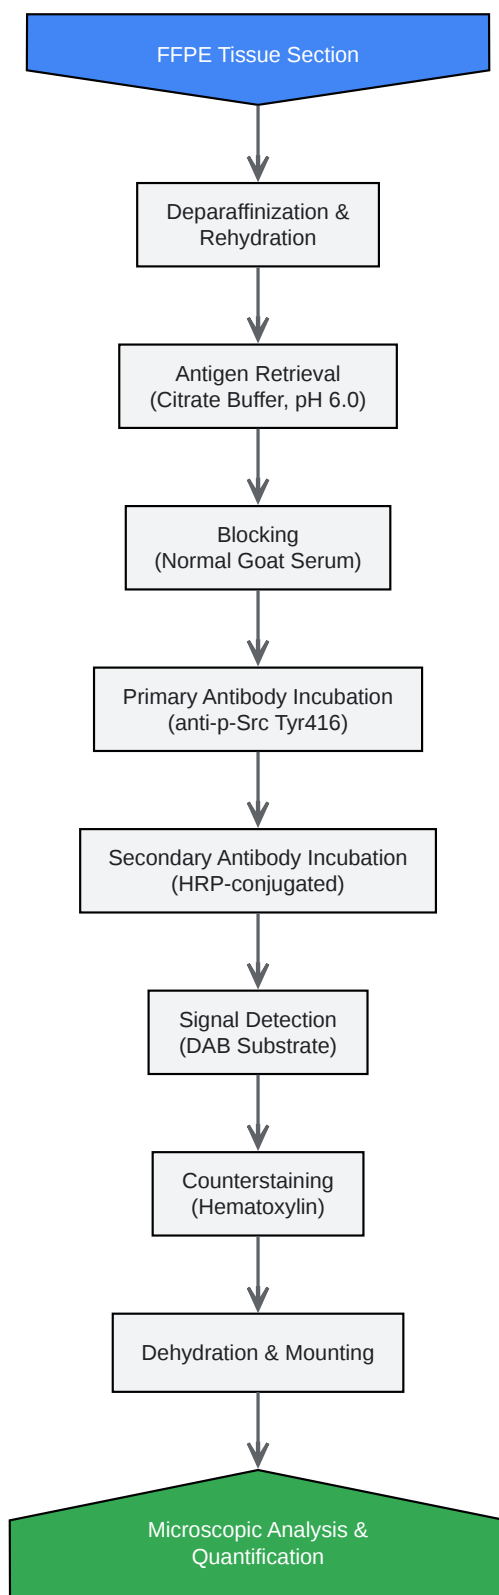 FFPE Tissue Section
Deparaffinization &
Rehydration
Antigen Retrieval
(Citrate Buffer, pH 6.0)
Blocking
(Normal Goat Serum)
Primary Antibody Incubation
(anti-p-Src Tyr416)
Secondary Antibody Incubation
(HRP-conjugated)
Signal Detection
(DAB Substrate)
Counterstaining
(Hematoxylin)
Dehydration & Mounting
Microscopic Analysis &
Quantification